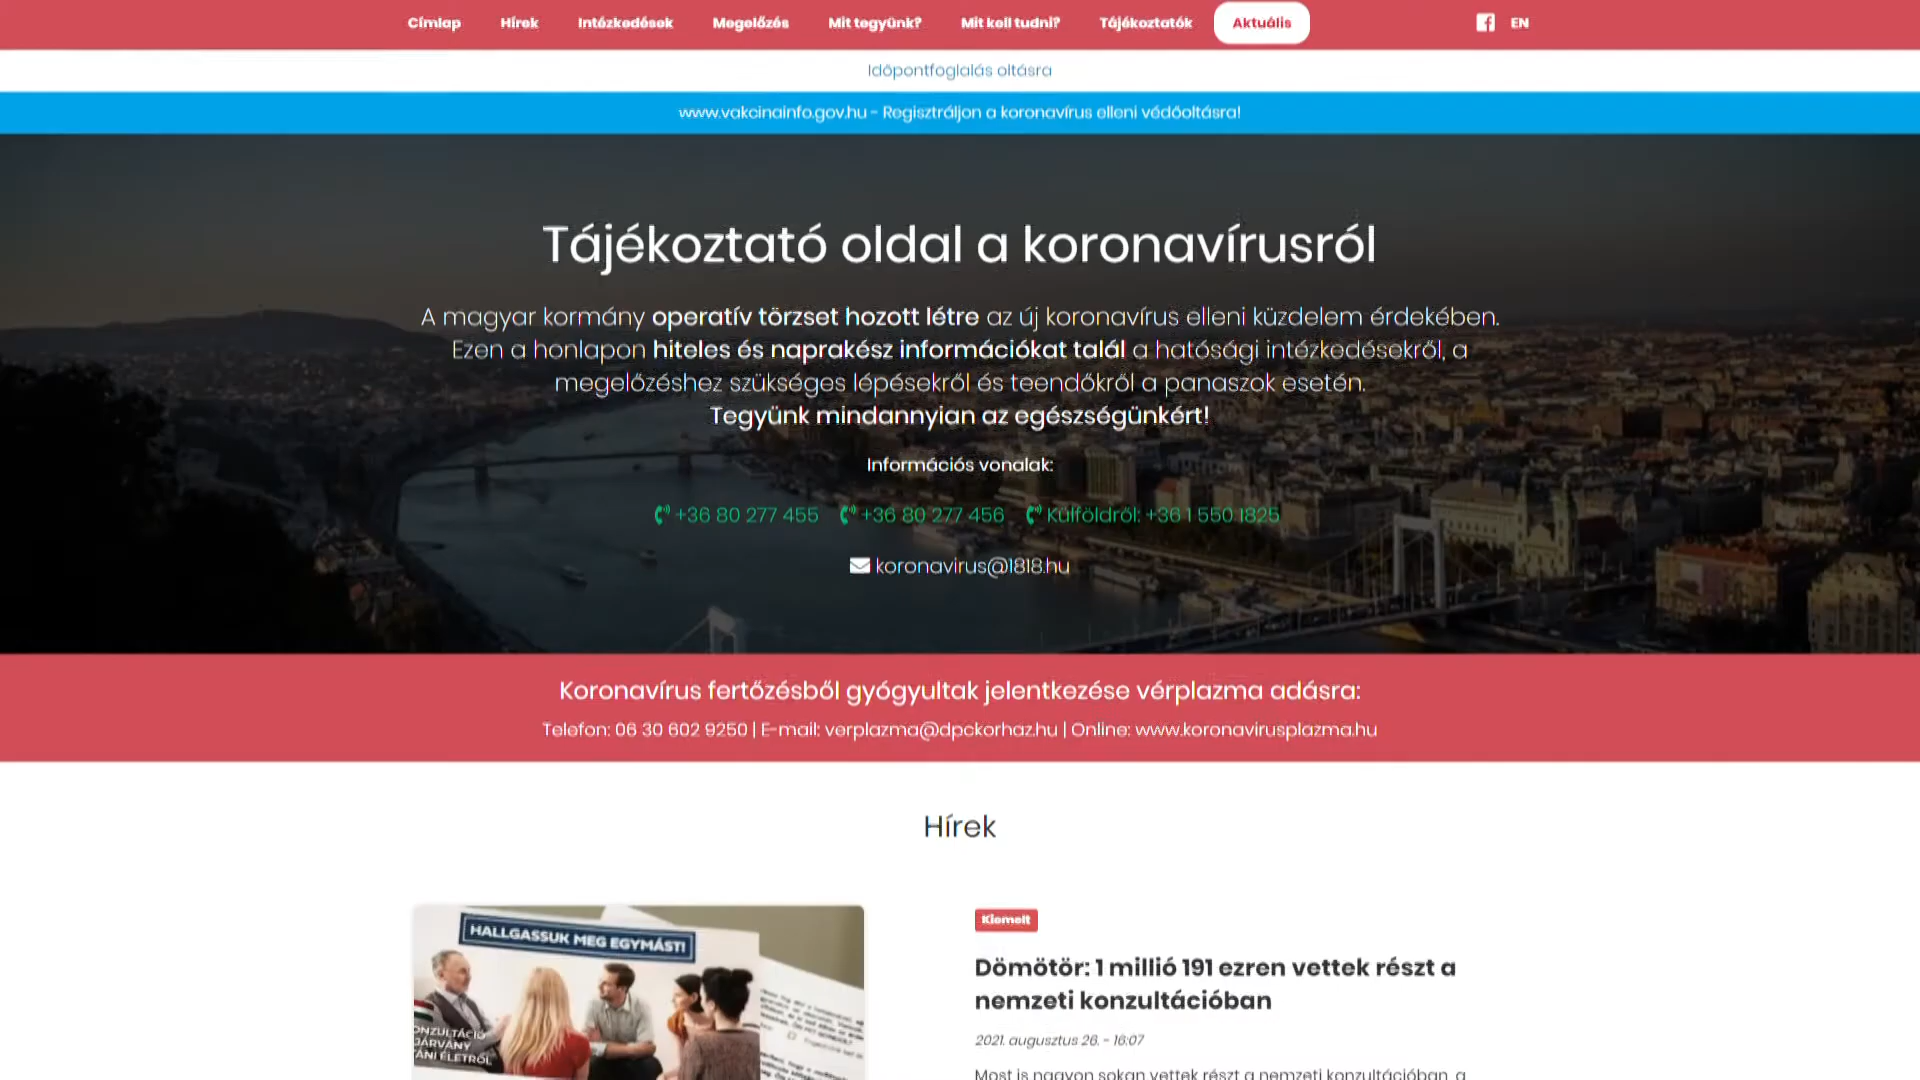 Címlap Hírek Intézkedések Megelőzés Mit tegyünk? Mit kell tudni? Tájékoztatók Aktuális EN
Időpontfoglalás oltásra
www.vakcinainfo.gov.hu - Regisztráljon a koronavírus elleni védőoltásra!
Tájékoztató oldal a koronavírusról
A magyar kormány operatív törzset hozott létre az új koronavírus elleni küzdelem érdekében.
Ezen a honlapon hiteles és naprakész információkat talál a hatósági intézkedésekről, a
megelőzéshez szükséges lépésekről és teendőkről a panaszok esetén.
Tegyünk mindannyian az egészségünkért!
Információs vonalak:
+36 80 277 455 +36 80 277 456 Külföldről: +36 1 550 1825
koronavirus@1818.hu
Koronavírus fertőzésből gyógyultak jelentkezése vérplazma adásra:
Telefon: 06 30 602 9250 | E-mail: verplazma@dpckorhaz.hu | Online: www.koronavirusplazma.hu
Hírek
HALLGASSUK MEG EGYMÁST!
ONZULTÁCIÓ
JÁRVÁNY
ÁNI ÉLETRŐL
Kiemelt
Dömötör: 1 millió 191 ezren vettek részt a
nemzeti konzultációban
2021. augusztus 26. - 16:07
Most is nagyon sokan vettek részt a nemzeti konzultációban, a